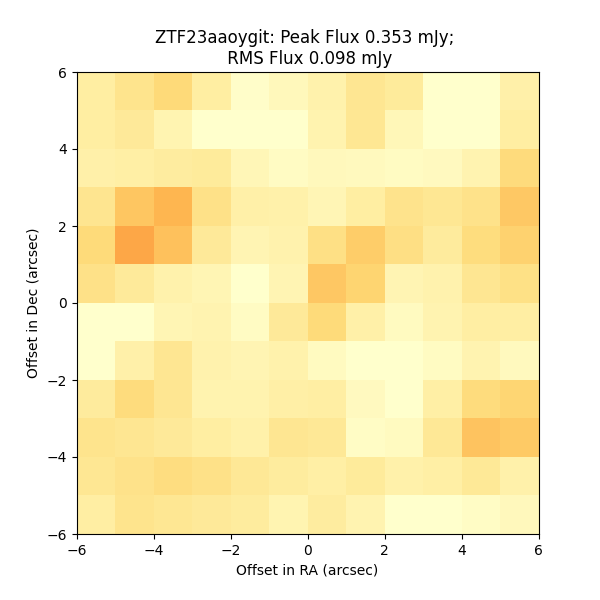 ZTF23aaoygit: Peak Flux 0.353 mJy;
RMS Flux 0.098 mJy
6
4
2
0
−2
−4
−6
Offset in Dec (arcsec)
−6 −4 −2 0 2 4 6
Offset in RA (arcsec)